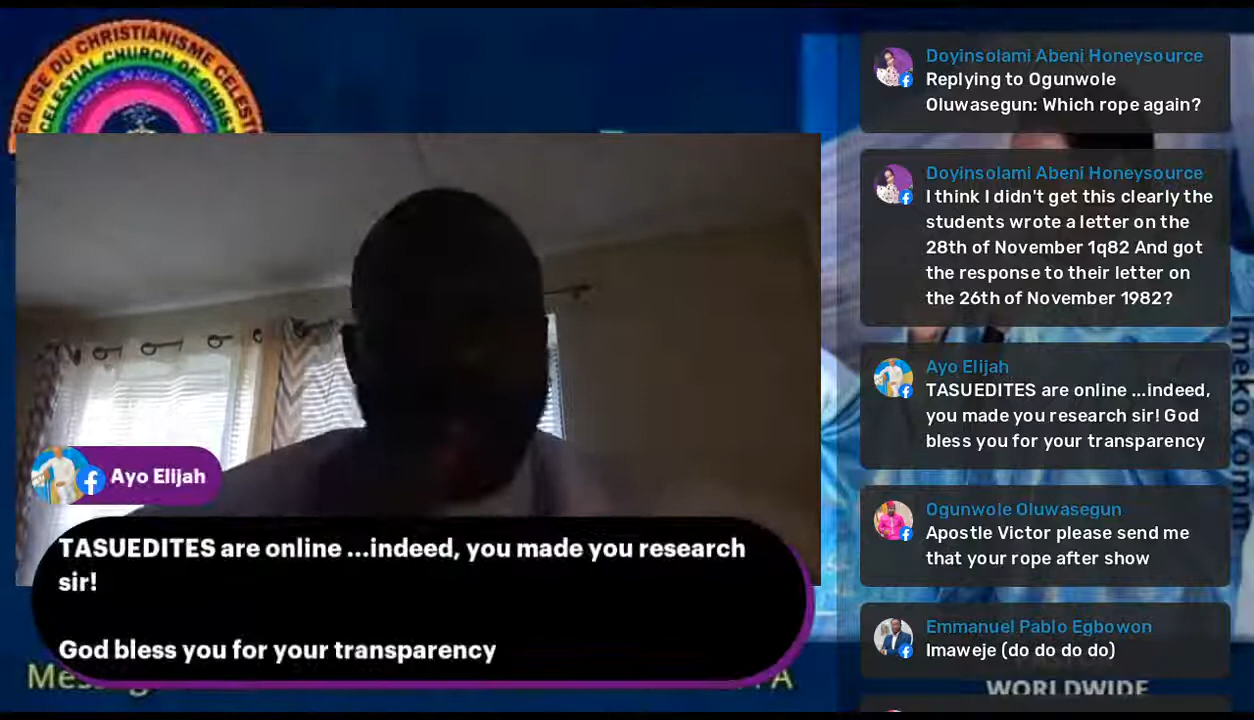 EGLISE DU CHRISTIANISME CELESTE
CELESTIAL CHURCH OF CHRIST
Ayo Elijah
TASUEDITES are online ...indeed, you made you research
sir!
God bless you for your transparency
Doyinsolami Abeni Honeysource
Replying to Ogunwole
Oluwasegun: Which rope again?
Doyinsolami Abeni Honeysource
I think I didn't get this clearly the
students wrote a letter on the
28th of November 1q82 And got
the response to their letter on
the 26th of November 1982?
Ayo Elijah
TASUEDITES are online ...indeed,
you made you research sir! God
bless you for your transparency
Ogunwole Oluwasegun
Apostle Victor please send me
that your rope after show
Emmanuel Pablo Egbowon
Imaweje (do do do do)
WORLDWIDE